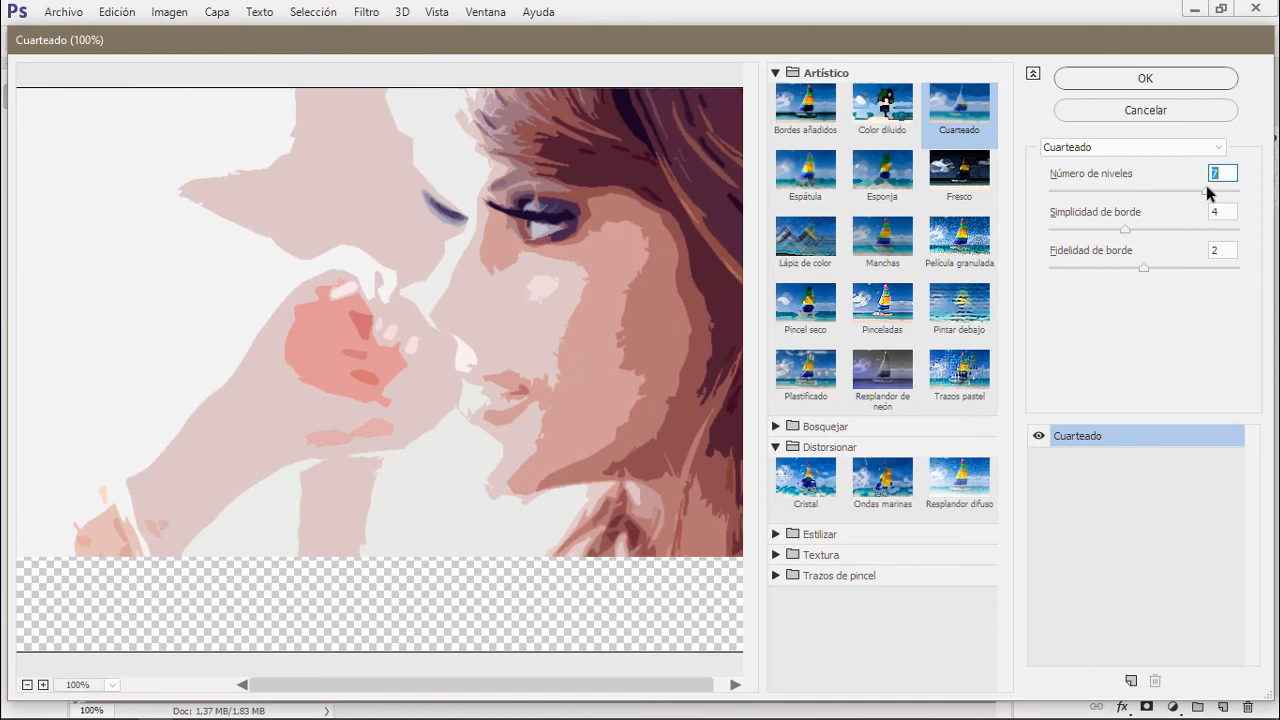 Ps Archivo Edición Imagen Capa Texto Selección Filtro 3D Vista Ventana Ayuda
Cuarteado (100%)
Artístico
Bordes añadidos Color diluido Cuarteado
Espátula Esponja Fresco
Lápiz de color Manchas Película granulada
Pincel seco Pinceladas Pintar debajo
Plastificado Resplandor de neón Trazos pastel
Bosquejar
Distorsionar
Cristal Ondas marinas Resplandor difuso
Estilizar
Textura
Trazos de pincel
OK
Cancelar
Cuarteado
Número de niveles 7
Simplicidad de borde 4
Fidelidad de borde 2
Cuarteado
100%
100% Doc: 1,37 MB/1,83 MB
fx